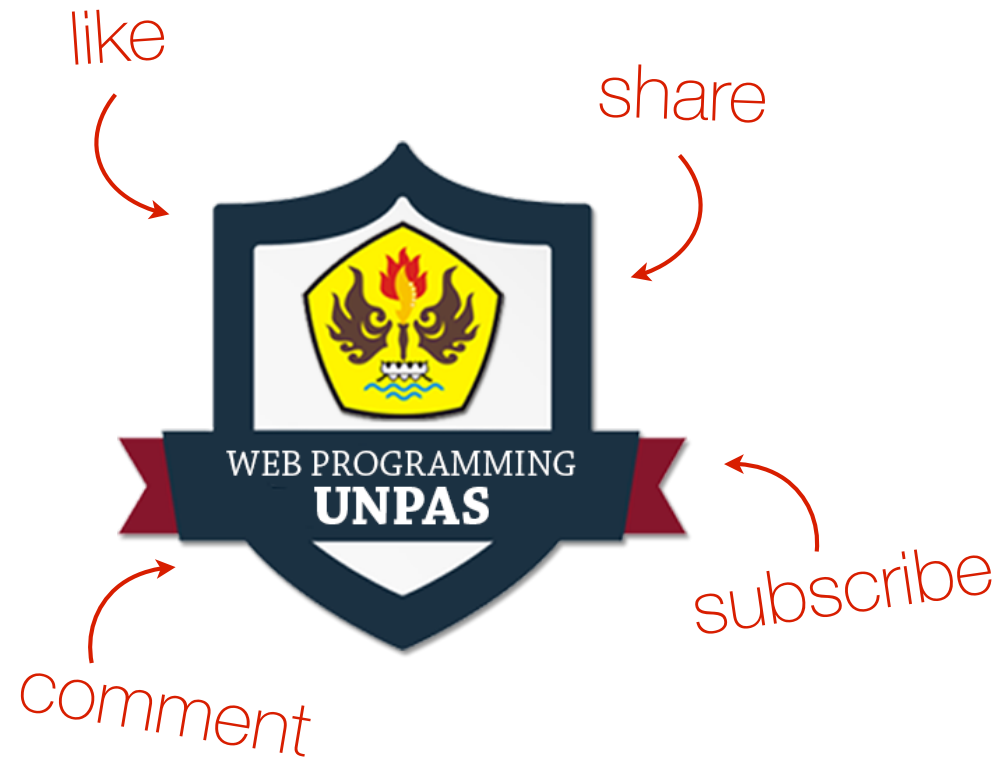 like
share
WEB PROGRAMMING
UNPAS
subscribe
comment